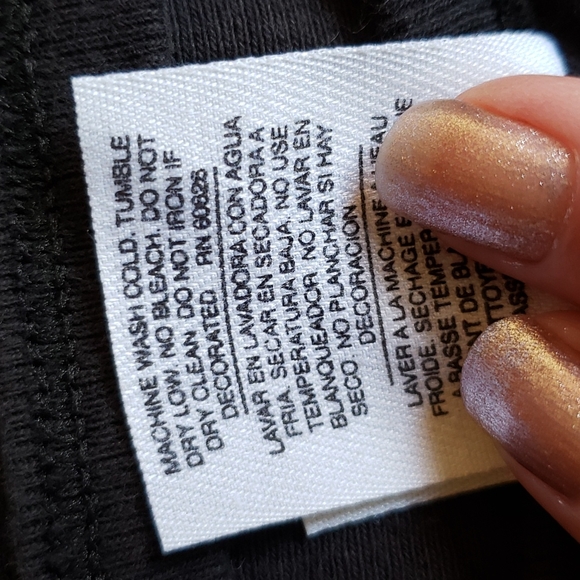 MACHINE WASH COLD. TUMBLE
DRY LOW. NO BLEACH. DO NOT
DRY CLEAN. DO NOT IRON IF
DECORATED. RN
LAVAR EN LAVADORA CON AGUA
FRIA. SECAR EN SECADORA A
TEMPERATURA BAJA. NO USE
BLANQUEADOR. NO LAVAR EN
SECO. NO PLANCHAR SI HAY
DECORACION
LAVER A LA MACHINE
FROIDE. SECHAGE
A BASSE
DE